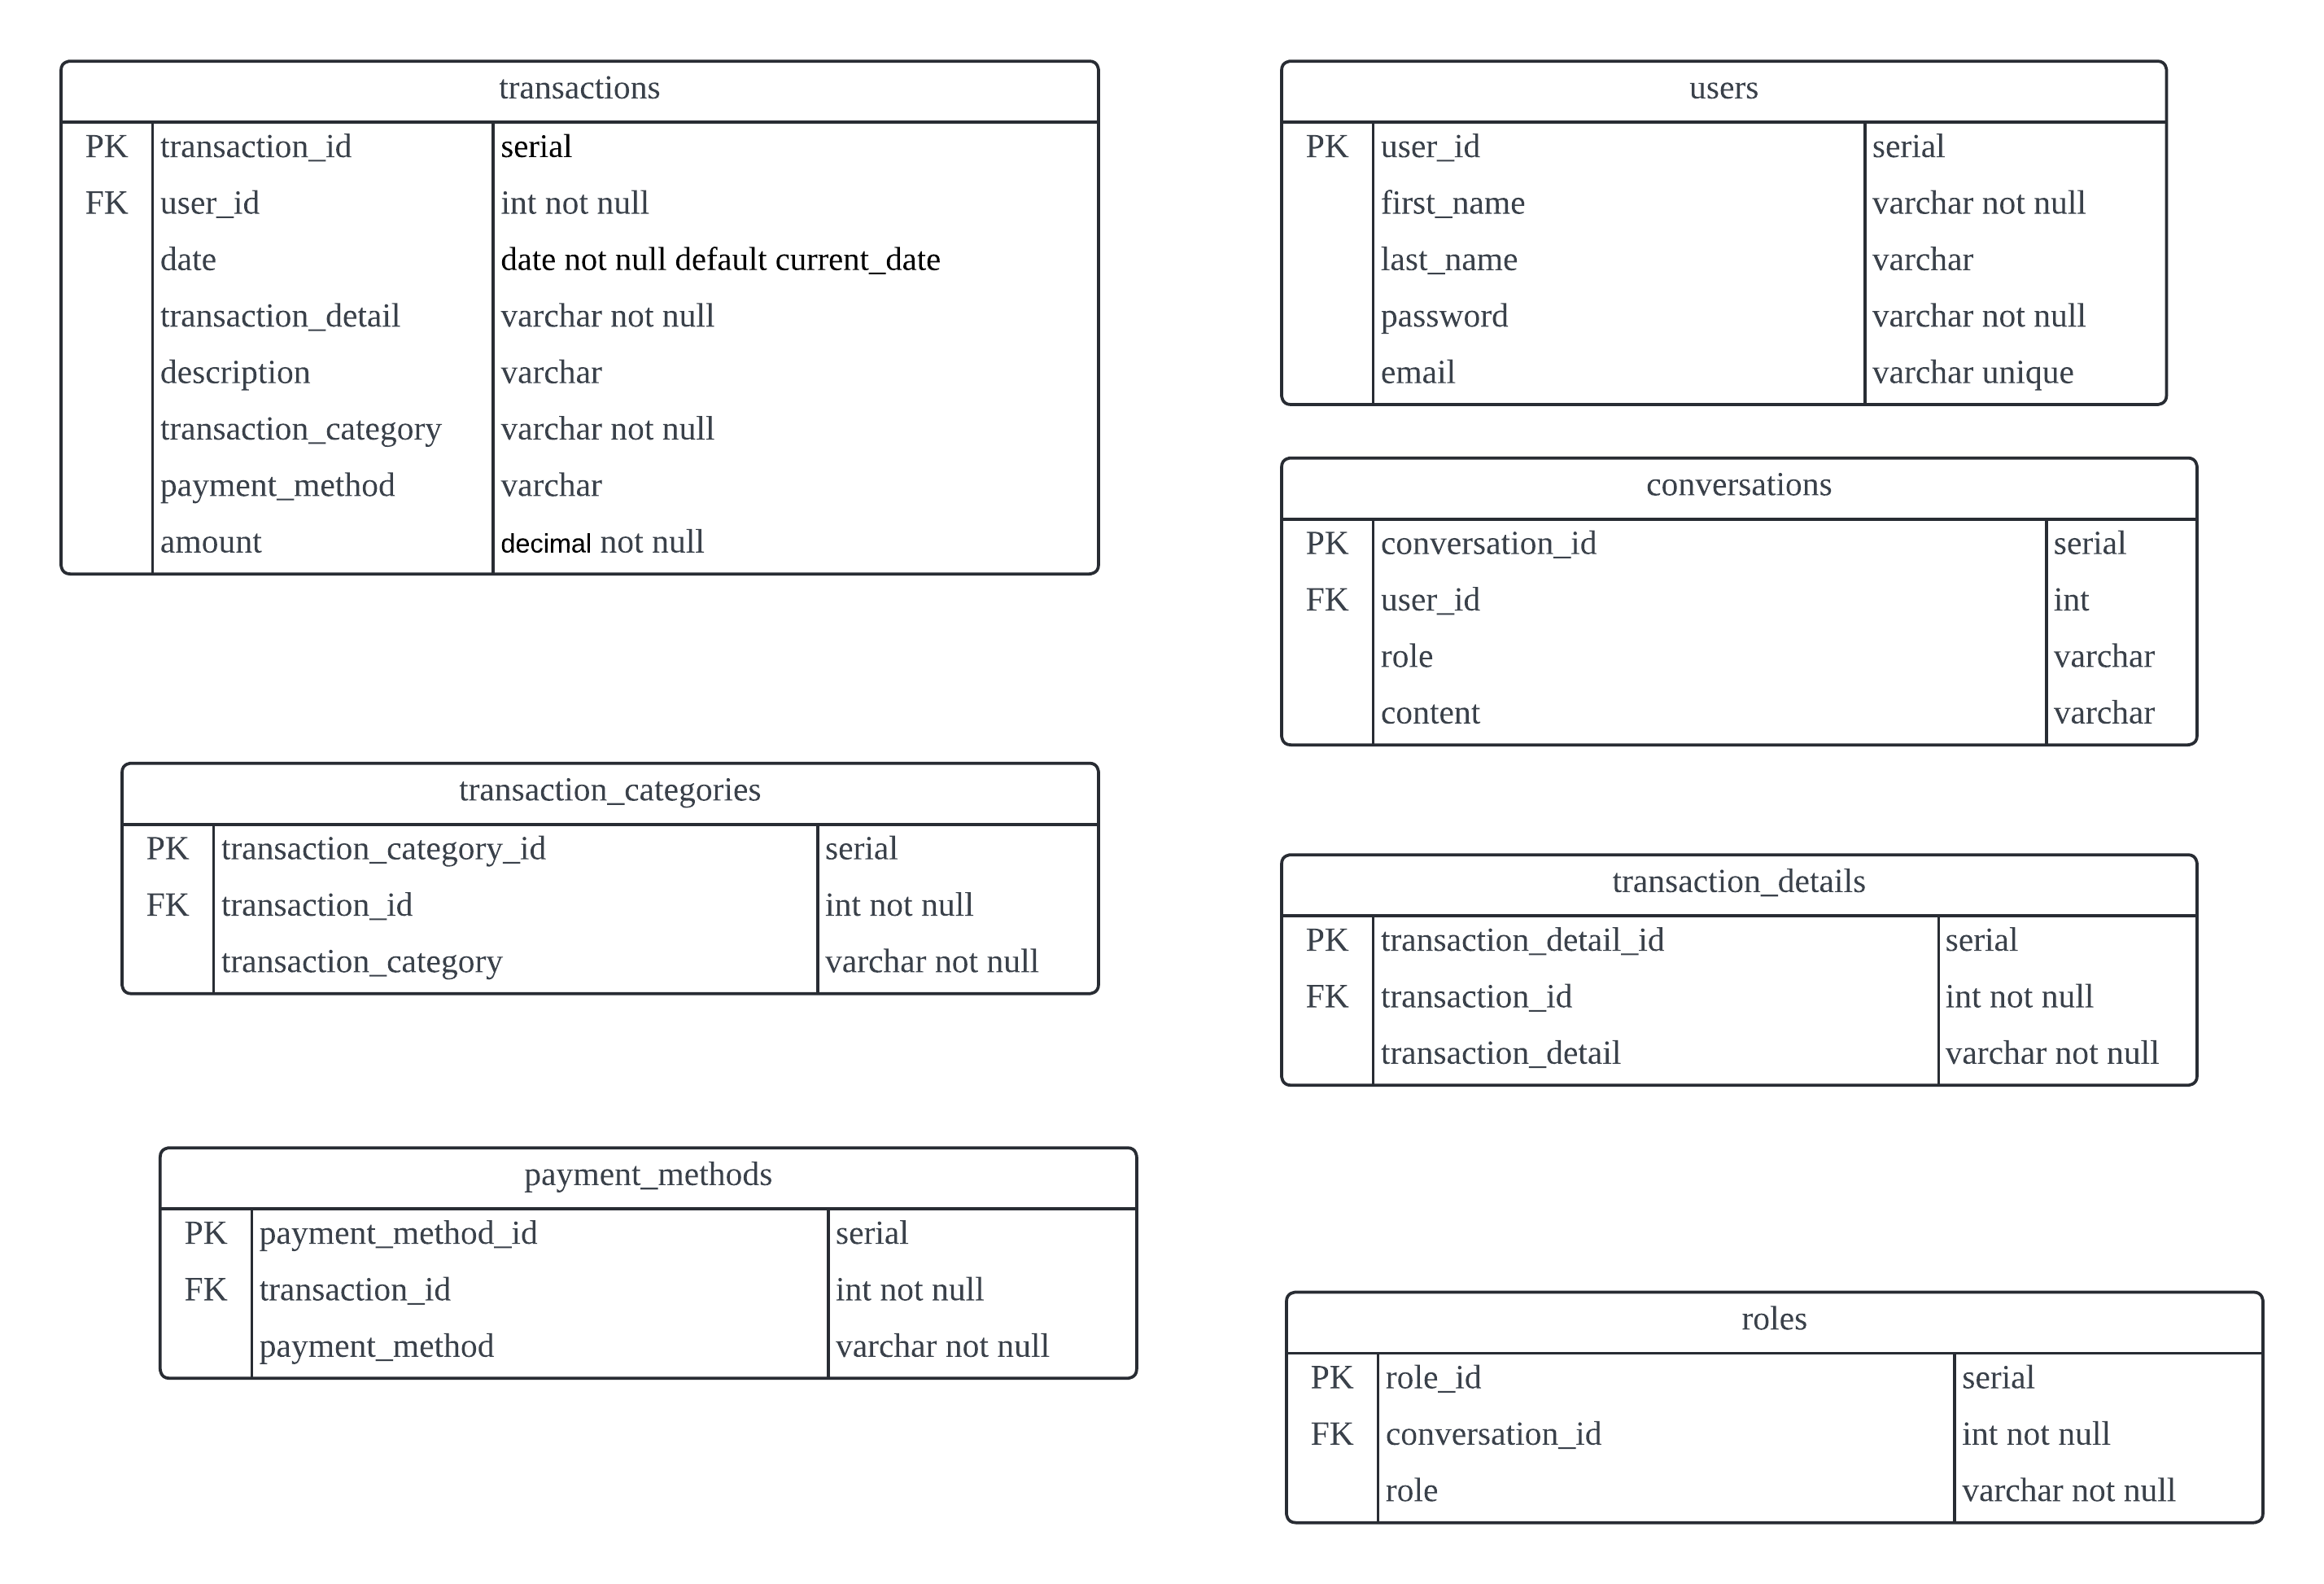 transactions
PK transaction_id serial
FK user_id int not null
date date not null default current_date
transaction_detail varchar not null
description varchar
transaction_category varchar not null
payment_method varchar
amount decimal not null
users
PK user_id serial
first_name varchar not null
last_name varchar
password varchar not null
email varchar unique
conversations
PK conversation_id serial
FK user_id int
role varchar
content varchar
transaction_categories
PK transaction_category_id serial
FK transaction_id int not null
transaction_category varchar not null
transaction_details
PK transaction_detail_id serial
FK transaction_id int not null
transaction_detail varchar not null
payment_methods
PK payment_method_id serial
FK transaction_id int not null
payment_method varchar not null
roles
PK role_id serial
FK conversation_id int not null
role varchar not null